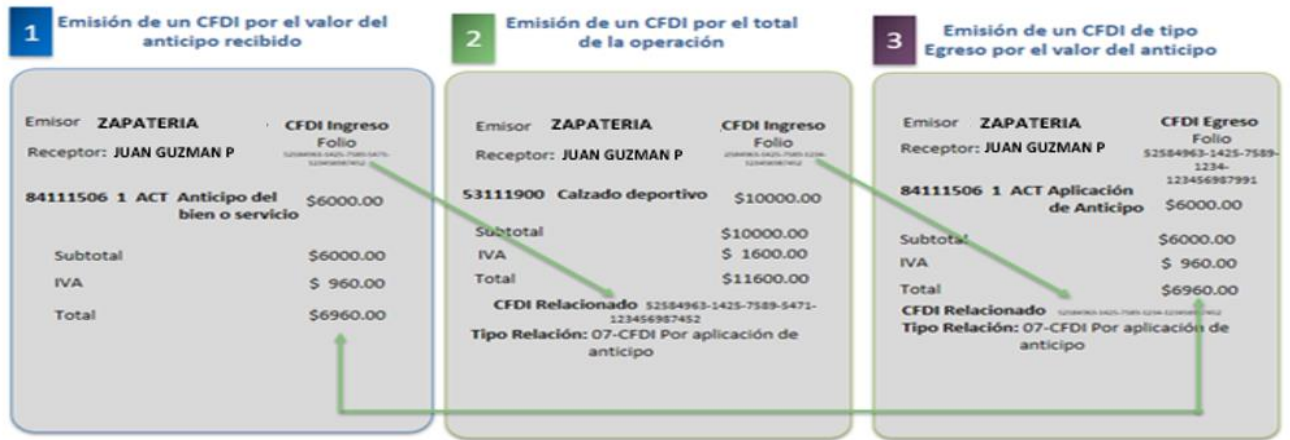 1
Emisión de un CFDI por el valor del
anticipo recibido
Emisor ZAPATERIA
CFDI Ingreso
Folio
52584963-1425-7589-5471-
123456987452
Receptor: JUAN GUZMAN P
84111506 1 ACT Anticipo del
bien o servicio
$6000.00
Subtotal $6000.00
IVA $ 960.00
Total $6960.00
2
Emisión de un CFDI por el total
de la operación
Emisor ZAPATERIA
CFDI Ingreso
Folio
Receptor: JUAN GUZMAN P
53111900 Calzado deportivo $10000.00
Subtotal $10000.00
IVA $ 1600.00
Total $11600.00
CFDI Relacionado 52584963-1425-7589-5471-
123456987452
Tipo Relación: 07-CFDI Por aplicación de
anticipo
3
Emisión de un CFDI de tipo
Egreso por el valor del anticipo
Emisor ZAPATERIA
CFDI Egreso
Folio
52584963-1425-7589-
1234-
123456987991
Receptor: JUAN GUZMAN P
84111506 1 ACT Aplicación
de Anticipo
$6000.00
Subtotal $6000.00
IVA $ 960.00
Total $6960.00
CFDI Relacionado
Tipo Relación: 07-CFDI Por aplicación de
anticipo